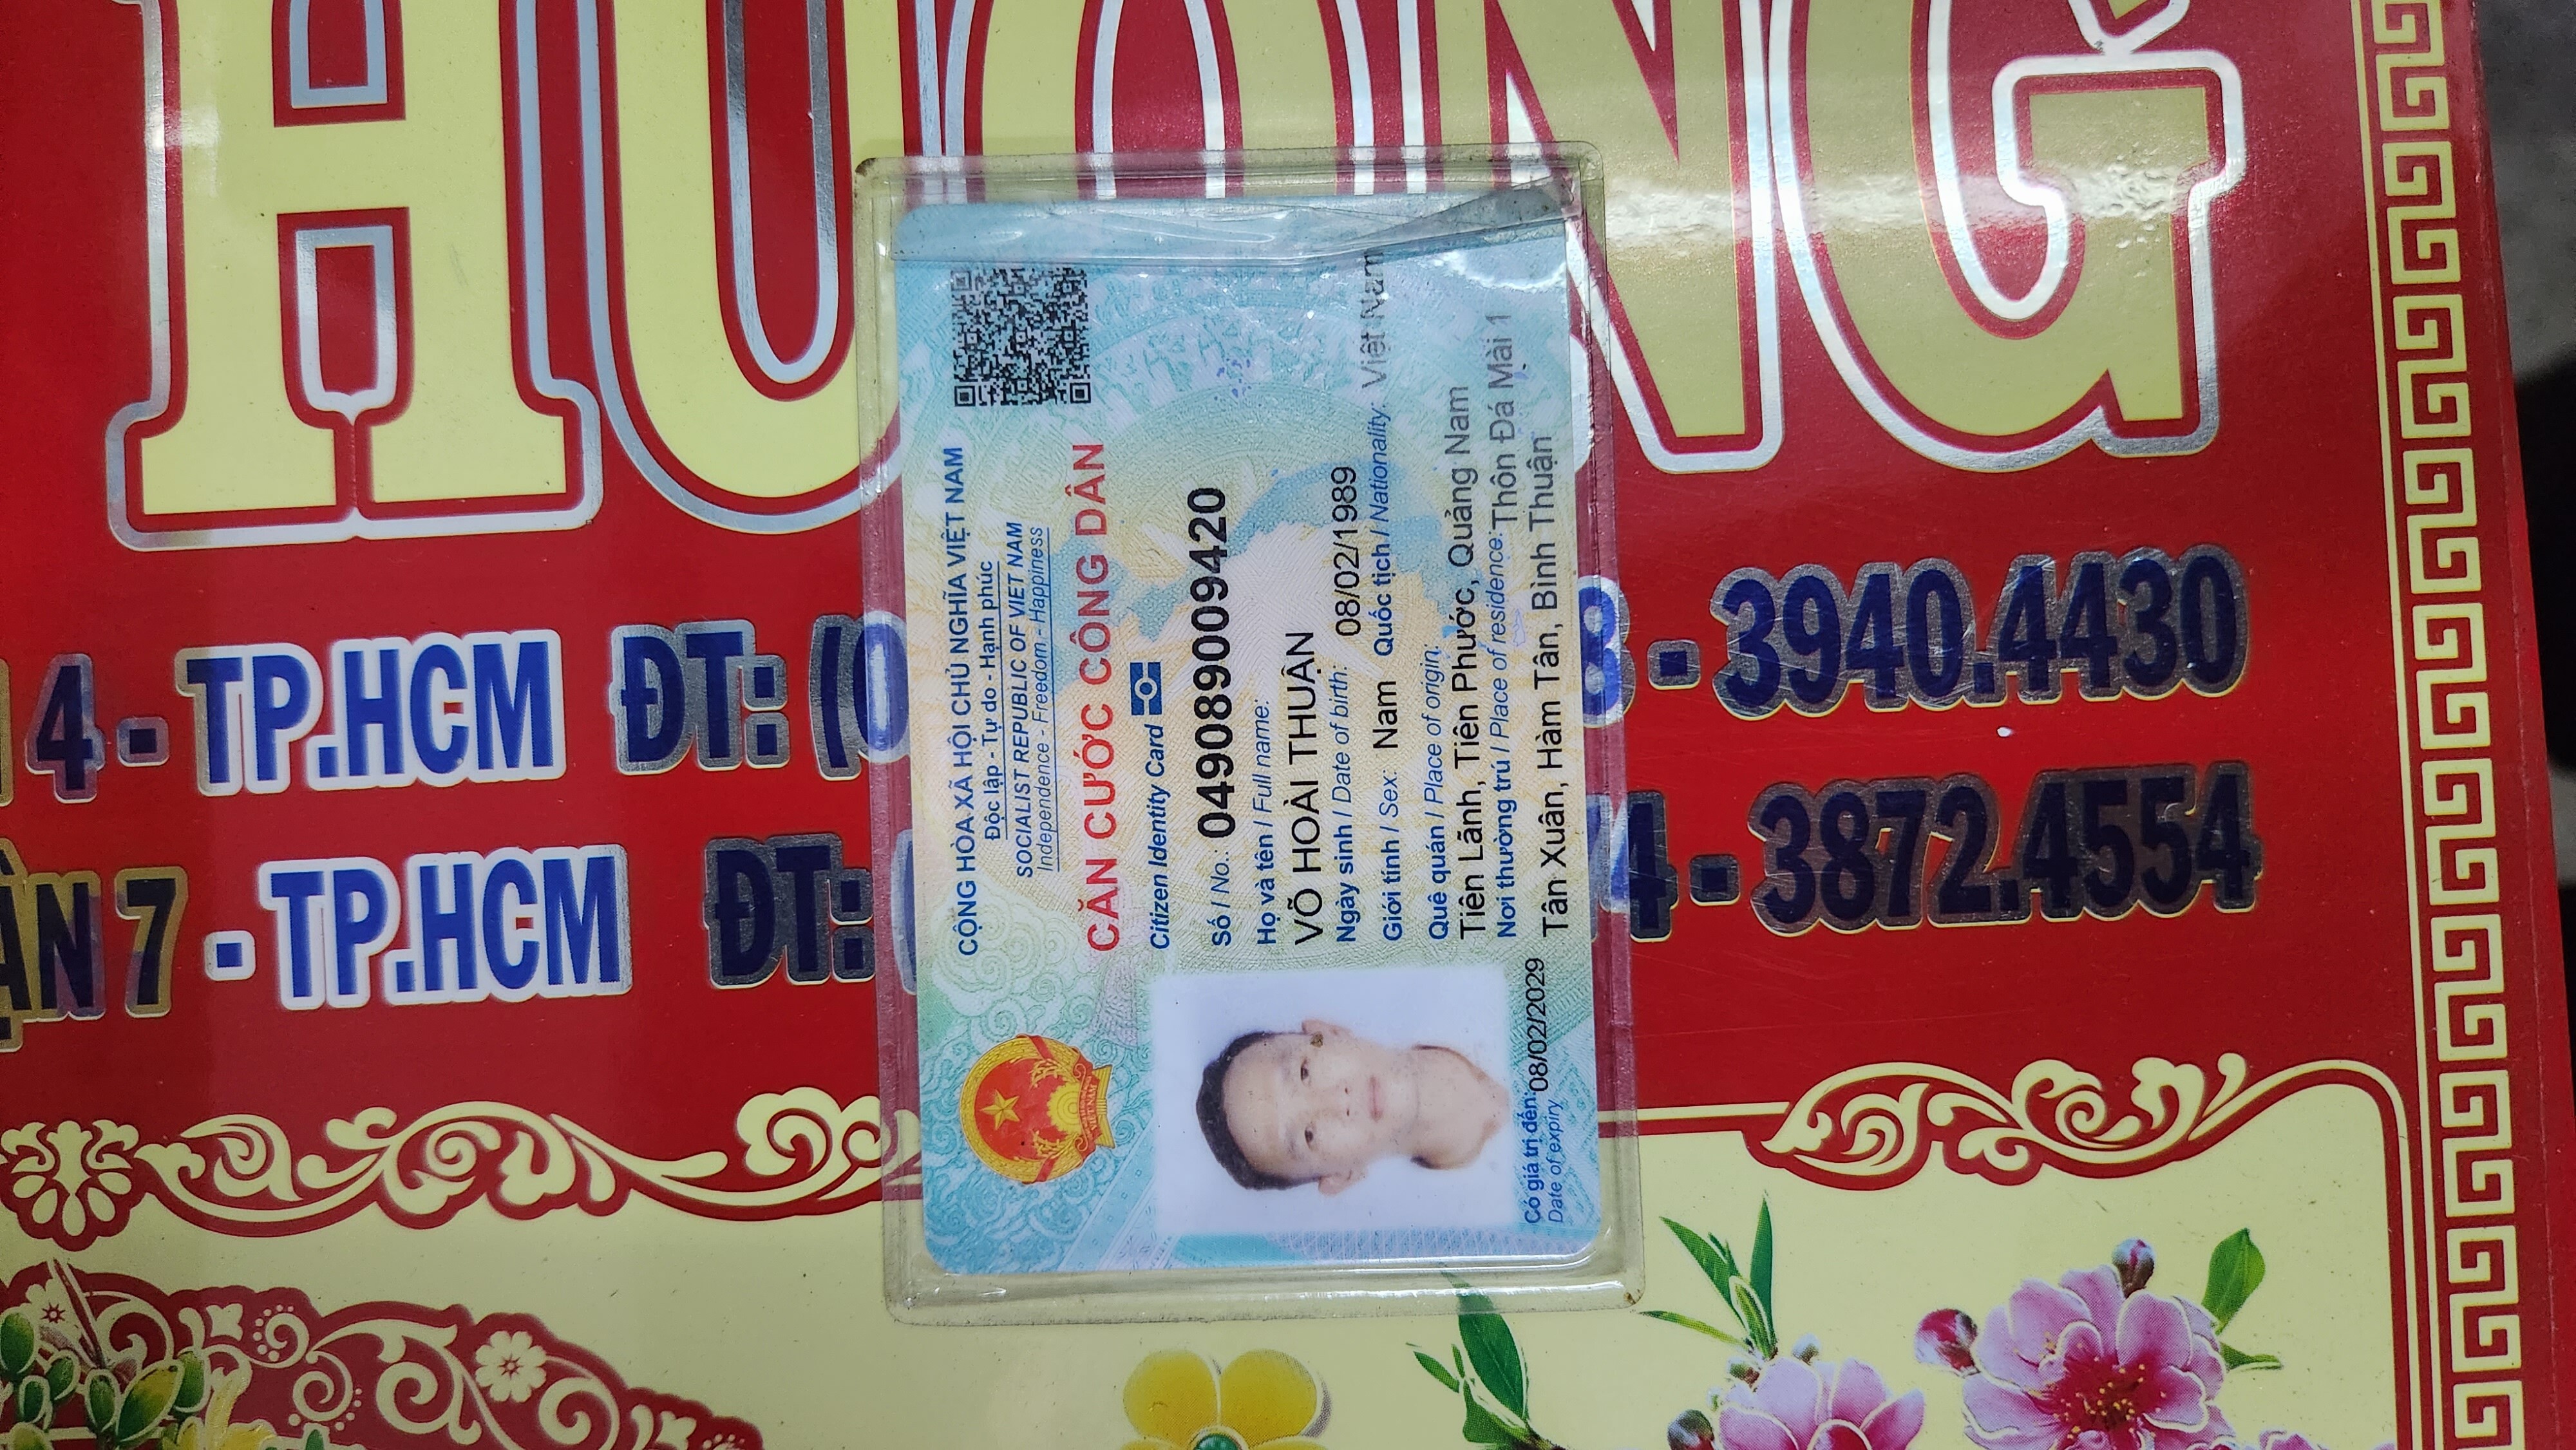 HƯƠNG
4 - TP.HCM ĐT: (0
8 - 3940.4430
ẬN 7 - TP.HCM ĐT:
4 - 3872.4554
CỘNG HÒA XÃ HỘI CHỦ NGHĨA VIỆT NAM
Độc lập - Tự do - Hạnh phúc
SOCIALIST REPUBLIC OF VIET NAM
Independence - Freedom - Happiness
CĂN CƯỚC CÔNG DÂN
Citizen Identity Card
Số / No.: 049089009420
Họ và tên / Full name:
VÕ HOÀI THUẬN
Ngày sinh / Date of birth: 08/02/1989
Giới tính / Sex: Nam Quốc tịch / Nationality: Việt Nam
Quê quán / Place of origin:
Tiên Lãnh, Tiên Phước, Quảng Nam
Nơi thường trú / Place of residence: Thôn Đá Mài 1
Tân Xuân, Hàm Tân, Bình Thuận
Có giá trị đến: 08/02/2029
Date of expiry